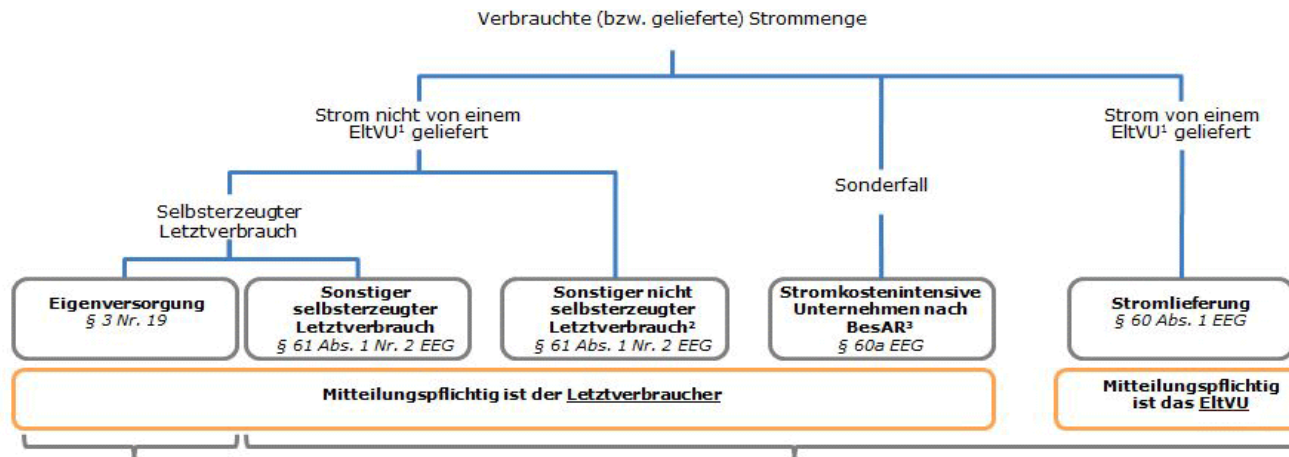 Verbrauchte (bzw. gelieferte) Strommenge
Strom nicht von einem
EltVU¹ geliefert
Strom von einem
EltVU¹ geliefert
Sonderfall
Selbsterzeugter
Letztverbrauch
Eigenversorgung
§ 3 Nr. 19
Sonstiger
selbsterzeugter
Letztverbrauch
§ 61 Abs. 1 Nr. 2 EEG
Sonstiger nicht
selbsterzeugter
Letztverbrauch²
§ 61 Abs. 1 Nr. 2 EEG
Stromkostenintensive
Unternehmen nach
BesAR³
§ 60a EEG
Stromlieferung
§ 60 Abs. 1 EEG
Mitteilungspflichtig ist der Letztverbraucher
Mitteilungspflichtig
ist das EltVU